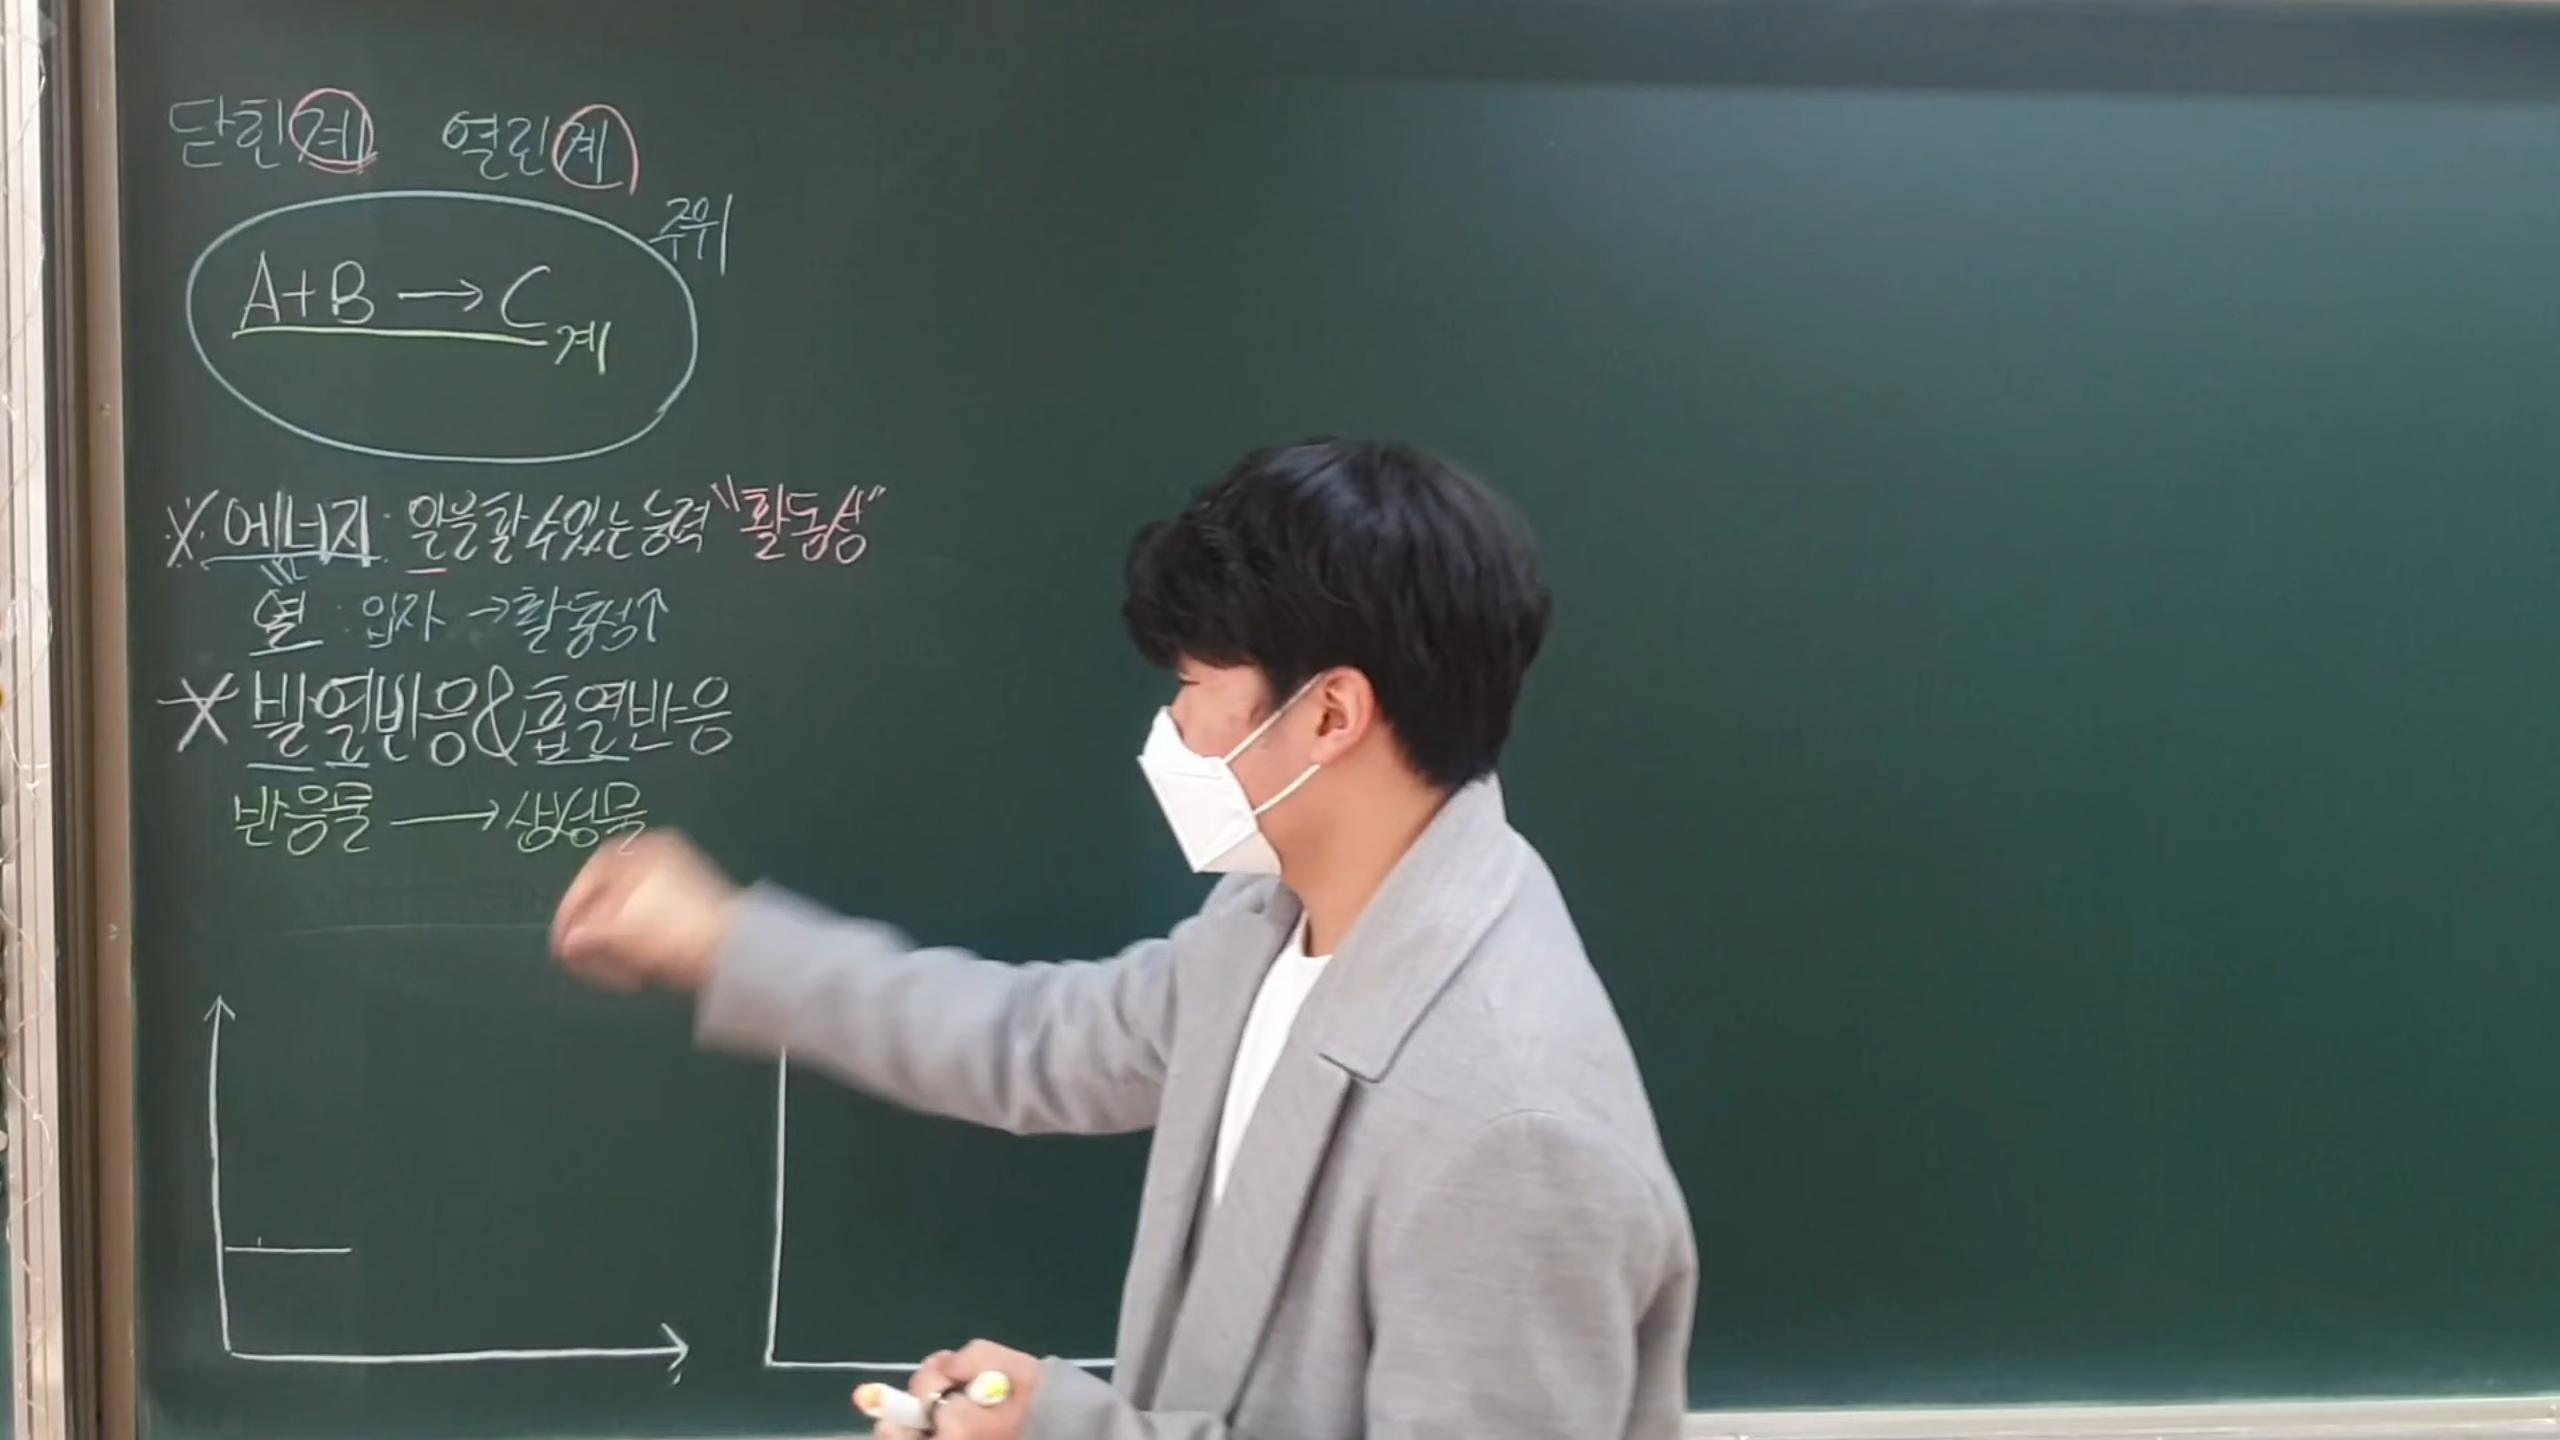 닫힌계 열린계
주위
A+B → C
계
※ 에너지 : 일을 할 수 있는 능력 "활동성"
열 : 입자 → 활동성↑
※ 발열반응 & 흡열반응
반응물 → 생성물